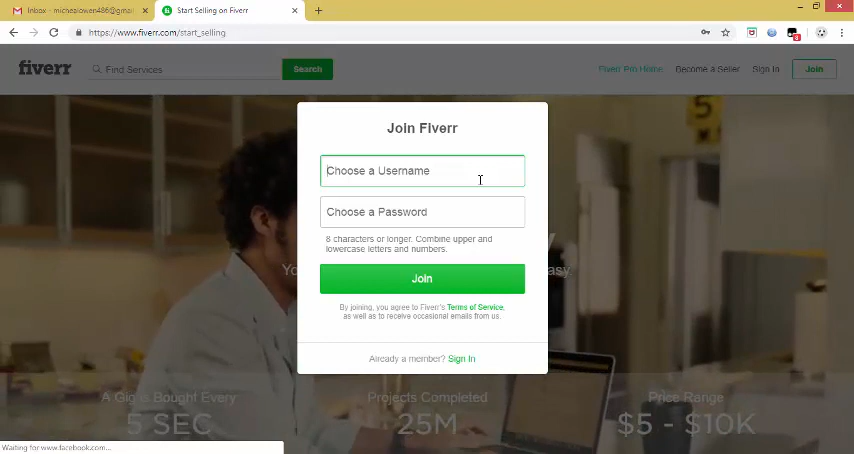 Inbox - michealowen486@gmail
Start Selling on Fiverr
https://www.fiverr.com/start_selling
fiverr
Find Services
Search
Fiverr Pro Home
Become a Seller
Sign In
Join
Join Fiverr
Choose a Username
Choose a Password
8 characters or longer. Combine upper and
lowercase letters and numbers.
Join
By joining, you agree to Fiverr's Terms of Service,
as well as to receive occasional emails from us.
Already a member? Sign In
A Gig is Bought Every
5 SEC
Projects Completed
25M
Price Range
$5 - $10K
Waiting for www.facebook.com...